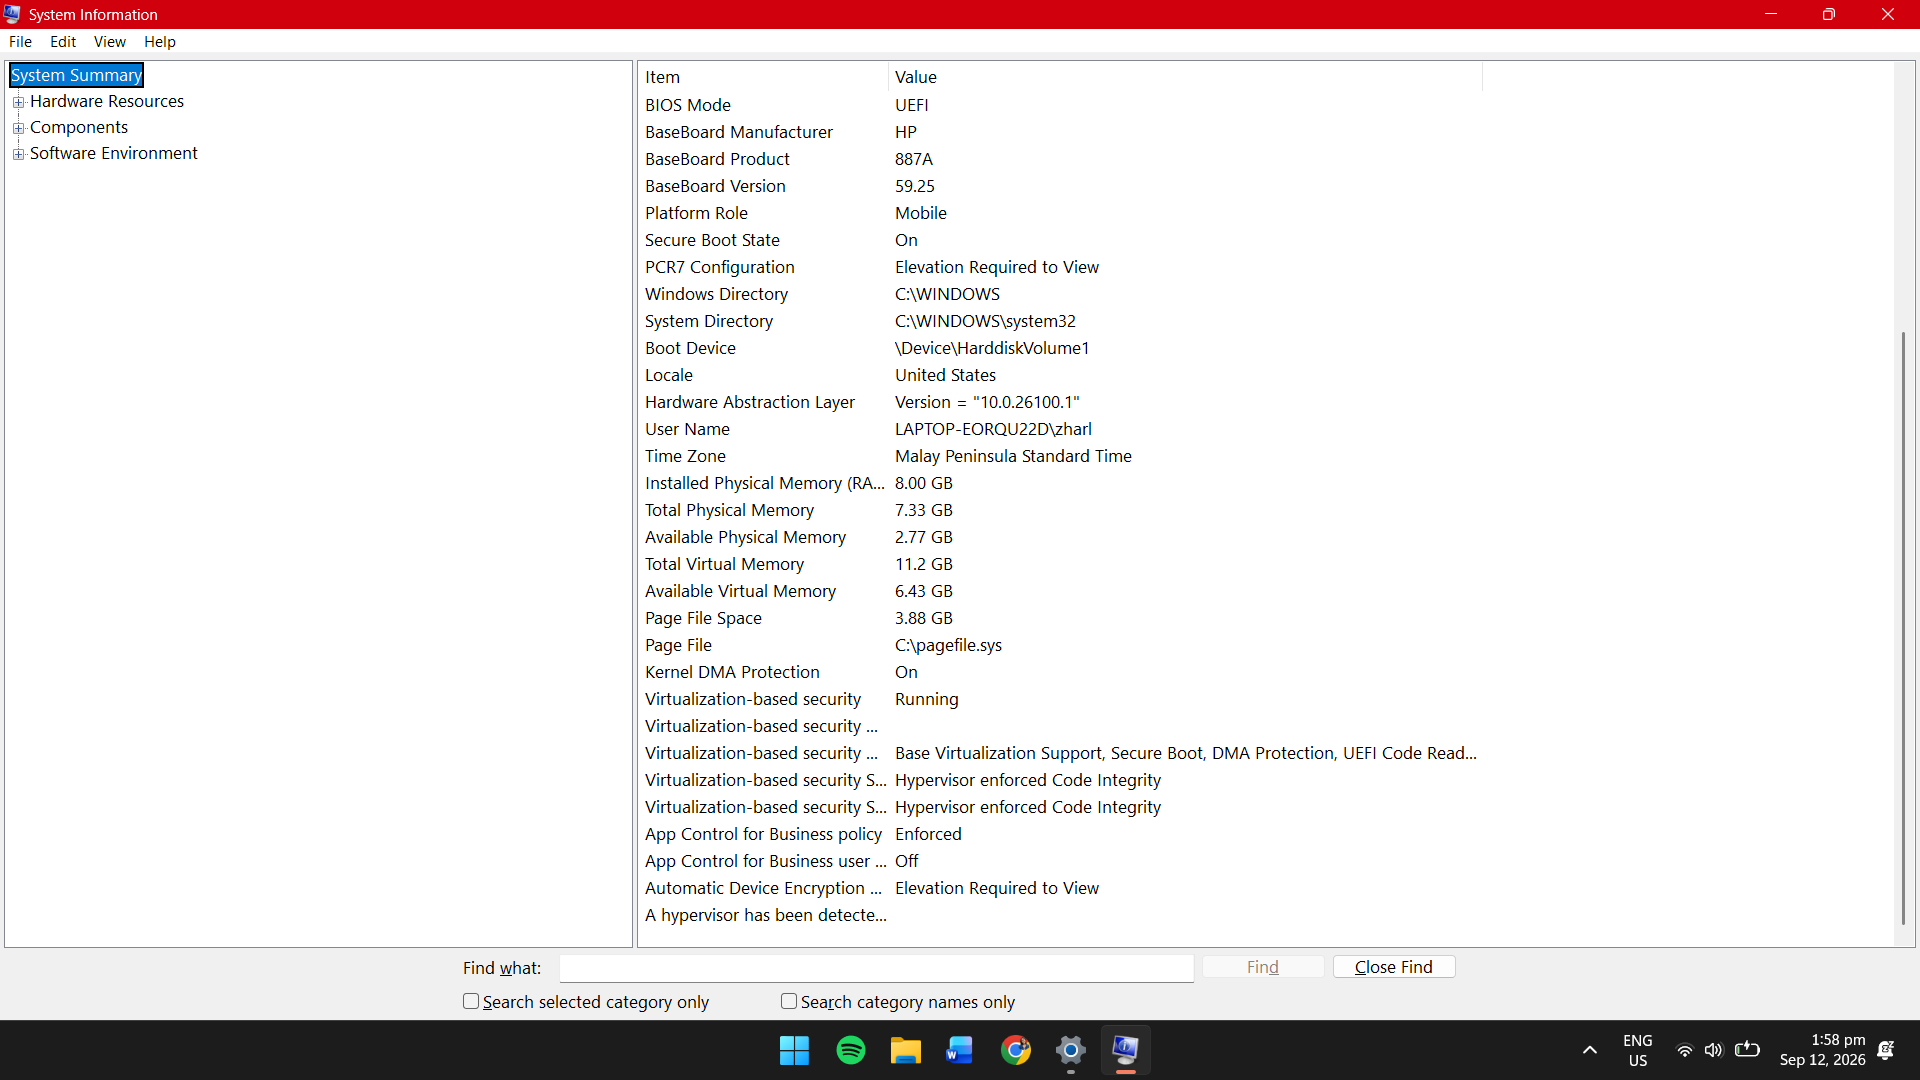 System Information
File Edit View Help
System Summary
Hardware Resources
Components
Software Environment
Item Value
BIOS Mode UEFI
BaseBoard Manufacturer HP
BaseBoard Product 887A
BaseBoard Version 59.25
Platform Role Mobile
Secure Boot State On
PCR7 Configuration Elevation Required to View
Windows Directory C:\WINDOWS
System Directory C:\WINDOWS\system32
Boot Device \Device\HarddiskVolume1
Locale United States
Hardware Abstraction Layer Version = "10.0.26100.1"
User Name LAPTOP-EORQU22D\zharl
Time Zone Malay Peninsula Standard Time
Installed Physical Memory (RA... 8.00 GB
Total Physical Memory 7.33 GB
Available Physical Memory 2.77 GB
Total Virtual Memory 11.2 GB
Available Virtual Memory 6.43 GB
Page File Space 3.88 GB
Page File C:\pagefile.sys
Kernel DMA Protection On
Virtualization-based security Running
Virtualization-based security ...
Virtualization-based security ... Base Virtualization Support, Secure Boot, DMA Protection, UEFI Code Read...
Virtualization-based security S... Hypervisor enforced Code Integrity
Virtualization-based security S... Hypervisor enforced Code Integrity
App Control for Business policy Enforced
App Control for Business user ... Off
Automatic Device Encryption ... Elevation Required to View
A hypervisor has been detecte...
Find what: Find Close Find
Search selected category only Search category names only
ENG
US
1:58 pm
Sep 12, 2026